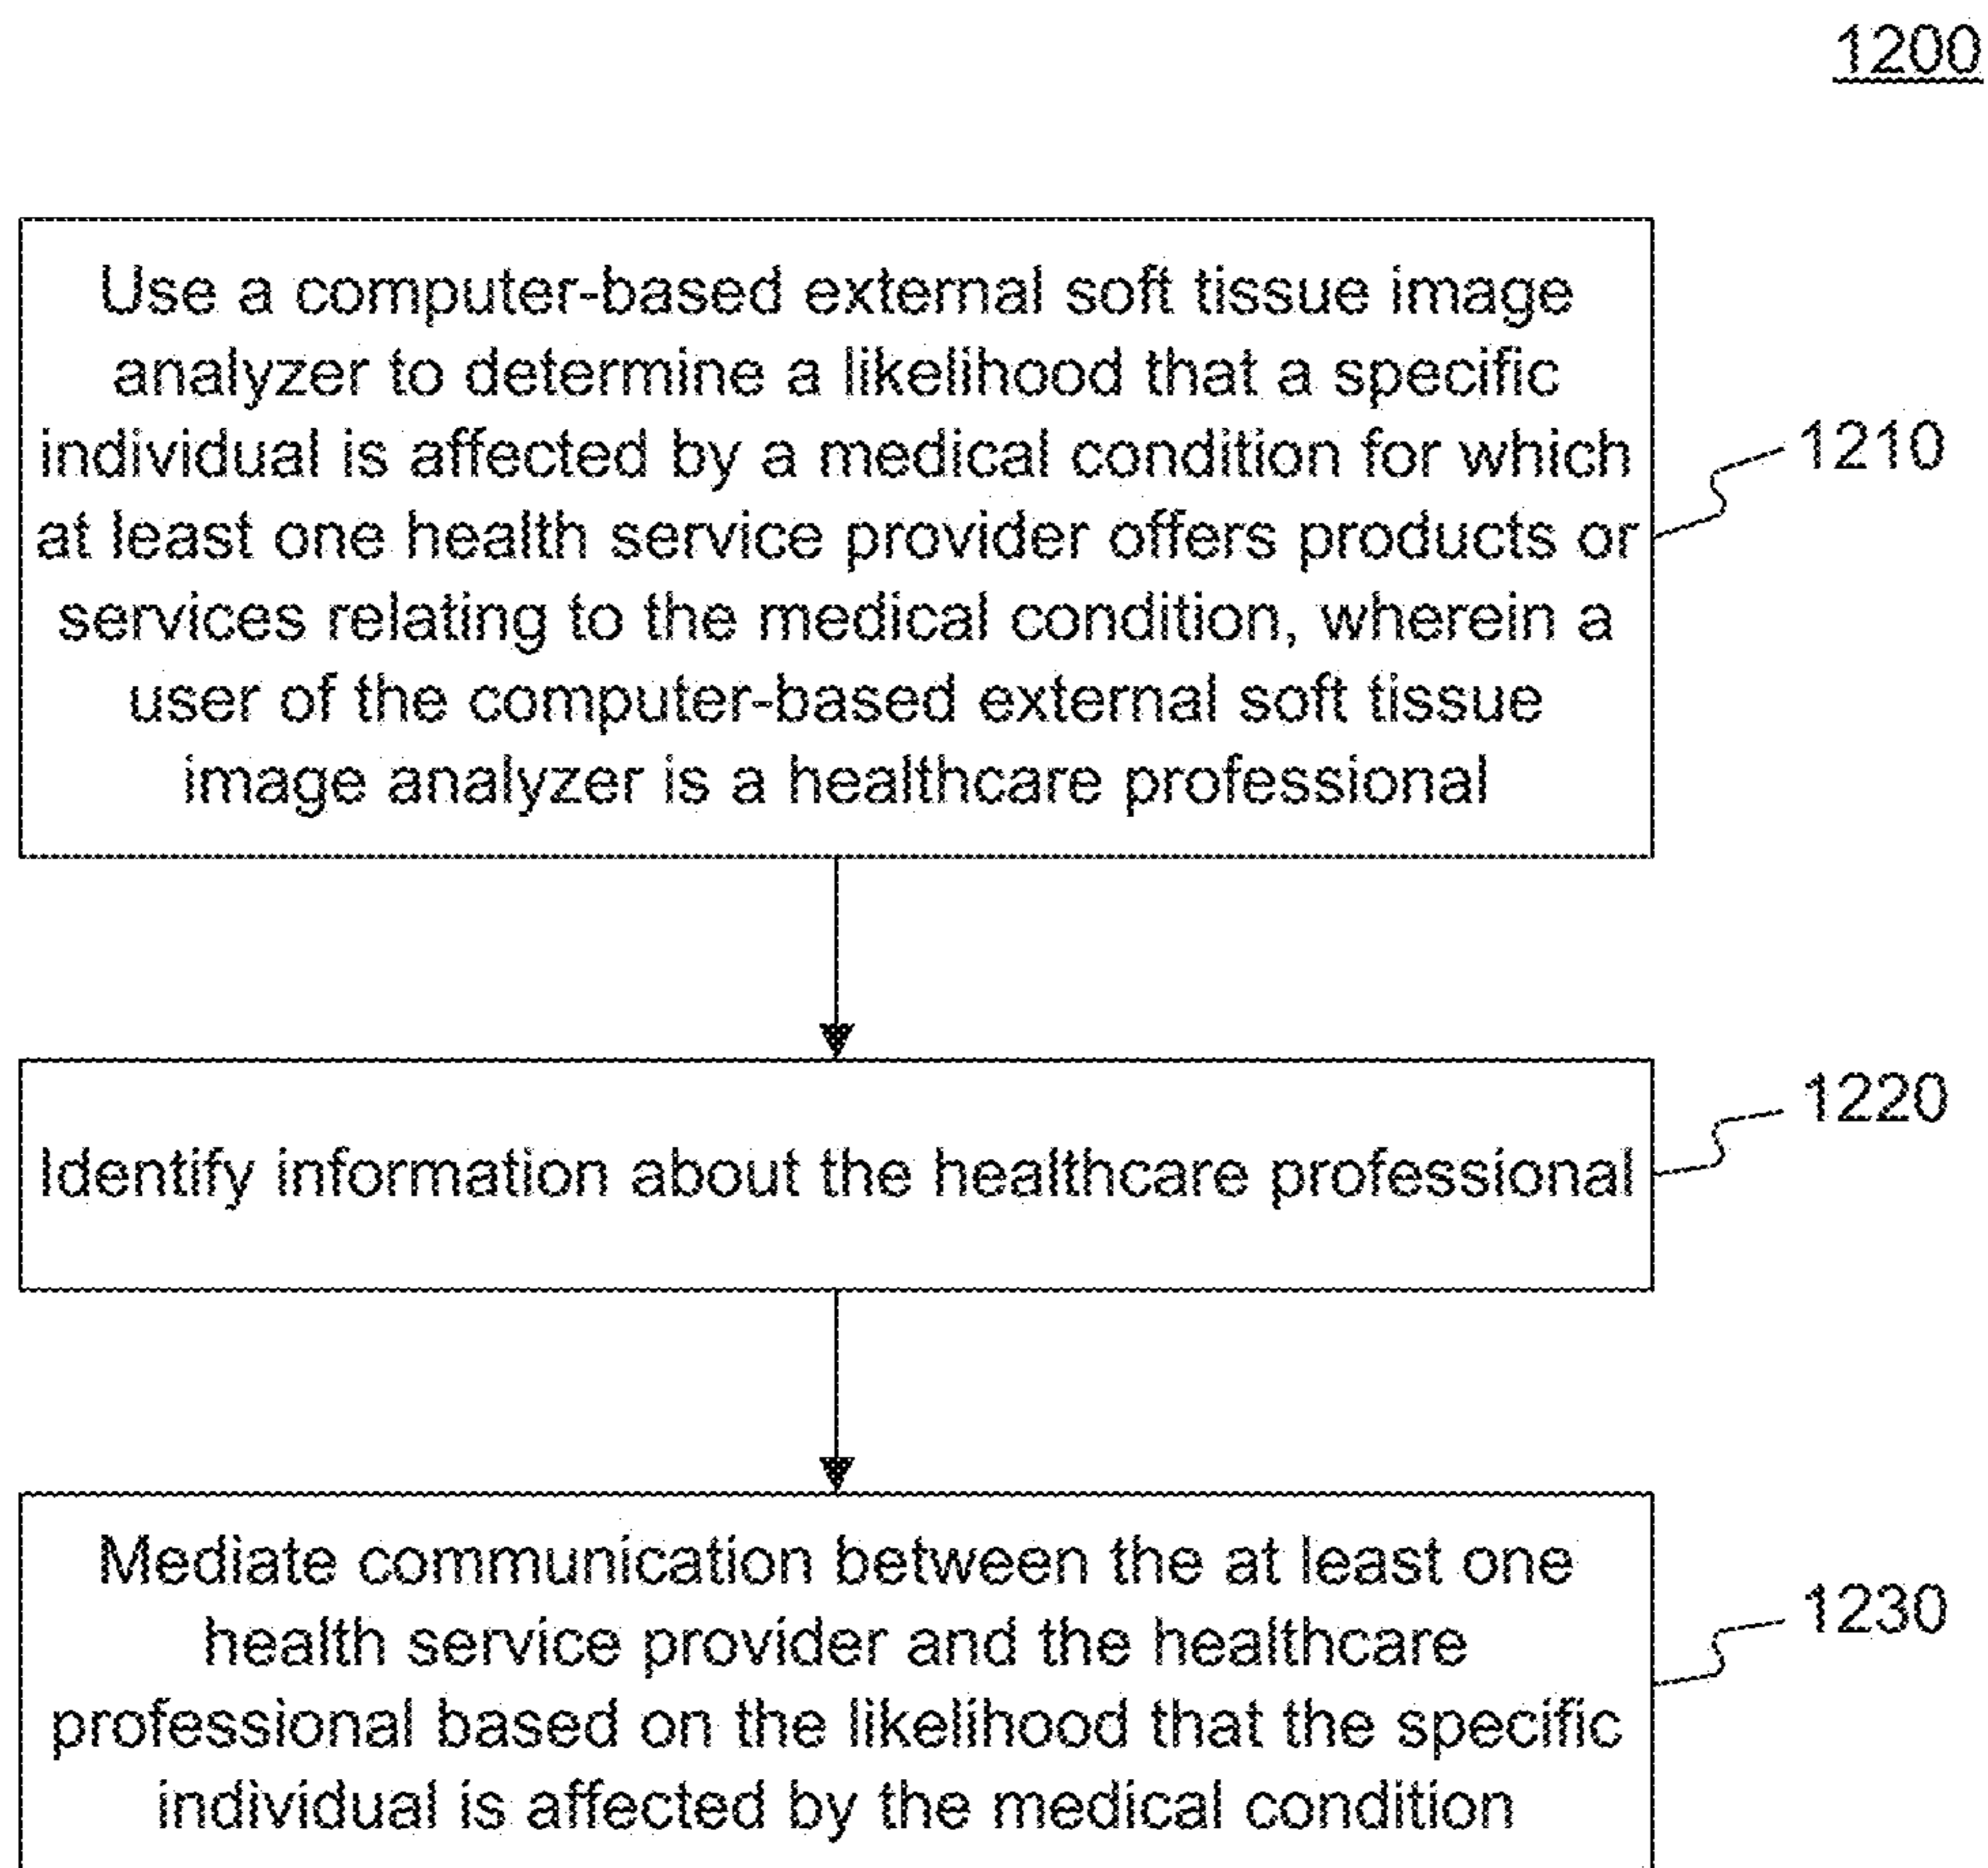 1200
Use a computer-based external soft tissue image
analyzer to determine a likelihood that a specific
individual is affected by a medical condition for which
at least one health service provider offers products or
services relating to the medical condition, wherein a
user of the computer-based external soft tissue
image analyzer is a healthcare professional
1210
Identify information about the healthcare professional
1220
Mediate communication between the at least one
health service provider and the healthcare
professional based on the likelihood that the specific
individual is affected by the medical condition
1230